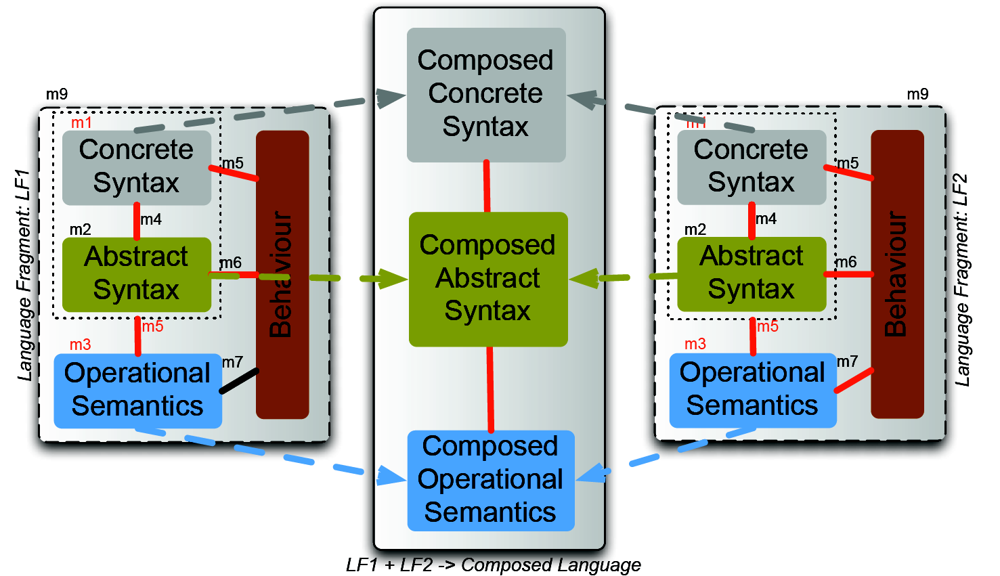 m9
m1
Concrete
Syntax
m5
m4
m2
Abstract
Syntax
m6
m5
m3
Operational
Semantics
m7
Behaviour
Language Fragment: LF1
Composed
Concrete
Syntax
Composed
Abstract
Syntax
Composed
Operational
Semantics
LF1 + LF2 -> Composed Language
m9
m1
Concrete
Syntax
m5
m4
m2
Abstract
Syntax
m6
m5
m3
Operational
Semantics
m7
Behaviour
Language Fragment: LF2